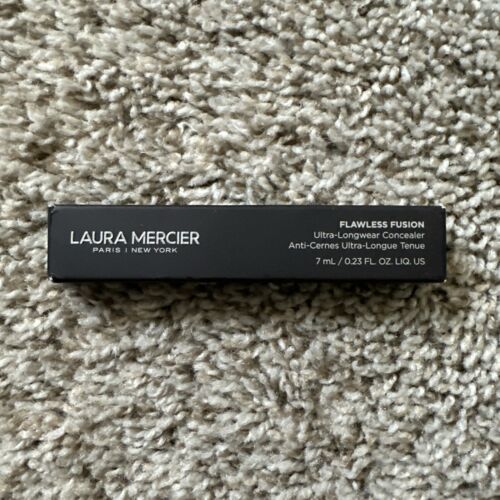 LAURA MERCIER
PARIS | NEW YORK
FLAWLESS FUSION
Ultra-Longwear Concealer
Anti-Cernes Ultra-Longue Tenue
7 mL / 0.23 FL. OZ. LIQ. US